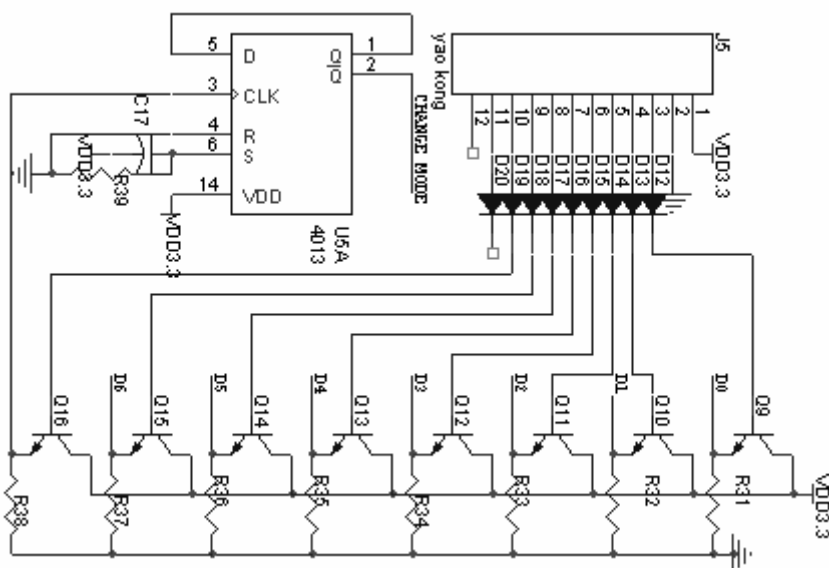 5
D
Q
1
Q
2
3
CLK
CHANGE MODE
4
R
6
S
14
VDD
C17
VDD3.3
R39
VDD3.3
U5A
4013
J5
yao kong
12
11
10
9
8
7
6
5
4
3
2
1
VDD3.3
D20
D19
D18
D17
D16
D15
D14
D13
D12
Q16
D6
Q15
D5
Q14
D4
Q13
D3
Q12
D2
Q11
D1
Q10
D0
Q9
VDD3.3
R38
R37
R36
R35
R34
R33
R32
R31